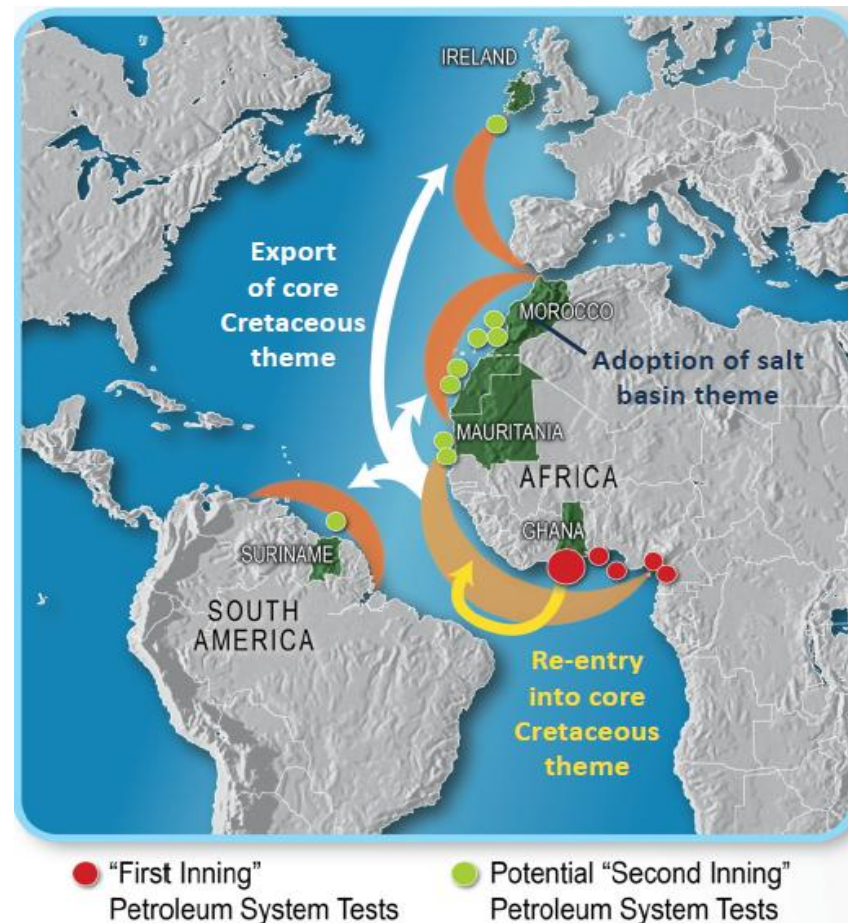 IRELAND
Export
of core
Cretaceous
theme
MOROCCO
Adoption of salt
basin theme
MAURITANIA
AFRICA
GHANA
SURINAME
SOUTH
AMERICA
Re-entry
into core
Cretaceous
theme
"First Inning"
Petroleum System Tests
Potential "Second Inning"
Petroleum System Tests